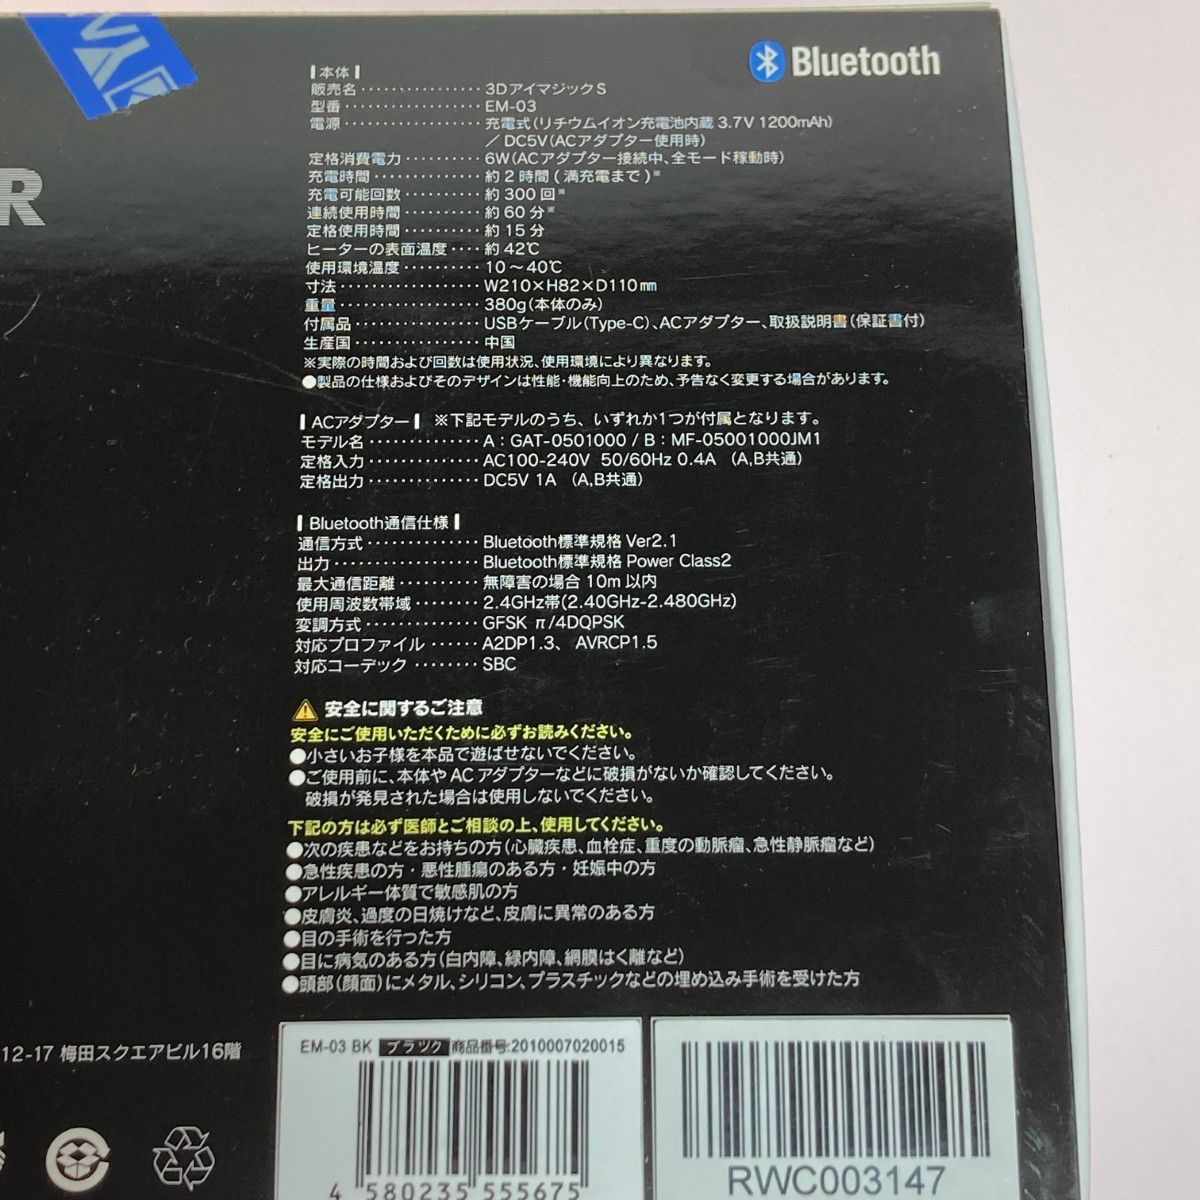 Bluetooth
R
本体
販売名 ················ 3DアイマジックS
型番 ·················· EM-03
電源 ·················· 充電式(リチウムイオン充電池内蔵 3.7V 1200mAh)
／DC5V(ACアダプター使用時)
定格消費電力 ·········· 6W(ACアダプター接続中、全モード稼動時)
充電時間 ·············· 約2時間(満充電まで)※
充電可能回数 ·········· 約300回※
連続使用時間 ·········· 約60分※
定格使用時間 ·········· 約15分
ヒーターの表面温度 ···· 約42℃
使用環境温度 ·········· 10～40℃
寸法 ·················· W210×H82×D110㎜
重量 ·················· 380g(本体のみ)
付属品 ················ USBケーブル(Type-C)、ACアダプター、取扱説明書(保証書付)
生産国 ················ 中国
※実際の時間および回数は使用状況、使用環境により異なります。
●製品の仕様およびそのデザインは性能・機能向上のため、予告なく変更する場合があります。
ACアダプター ※下記モデルのうち、いずれか1つが付属となります。
モデル名 ·············· A：GAT-0501000 / B：MF-05001000JM1
定格入力 ·············· AC100-240V 50/60Hz 0.4A (A,B共通)
定格出力 ·············· DC5V 1A (A,B共通)
Bluetooth通信仕様
通信方式 ·············· Bluetooth標準規格 Ver2.1
出力 ·················· Bluetooth標準規格 Power Class2
最大通信距離 ·········· 無障害の場合 10m以内
使用周波数帯域 ········ 2.4GHz帯(2.40GHz-2.480GHz)
変調方式 ·············· GFSK π/4DQPSK
対応プロファイル ······ A2DP1.3、AVRCP1.5
対応コーデック ········ SBC
安全に関するご注意
安全にご使用いただくために必ずお読みください。
●小さいお子様を本品で遊ばせないでください。
●ご使用前に、本体やACアダプターなどに破損がないか確認してください。
破損が発見された場合は使用しないでください。
下記の方は必ず医師とご相談の上、使用してください。
●次の疾患などをお持ちの方(心臓疾患、血栓症、重度の動脈瘤、急性静脈瘤など)
●急性疾患の方・悪性腫瘍のある方・妊娠中の方
●アレルギー体質で敏感肌の方
●皮膚炎、過度の日焼けなど、皮膚に異常のある方
●目の手術を行った方
●目に病気のある方(白内障、緑内障、網膜はく離など)
●頭部(顔面)にメタル、シリコン、プラスチックなどの埋め込み手術を受けた方
12-17 梅田スクエアビル16階
EM-03 BK ブラック 商品番号:2010007020015
4 580235 555675
RWC003147